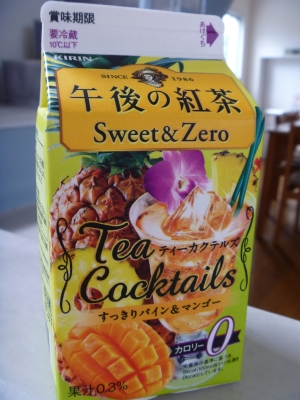 賞味期限
あけぐち
要冷蔵
10℃以下
KIRIN
SINCE 1986
午後の紅茶
Sweet&Zero
Tea
ティーカクテルズ
Cocktails
すっきりパイン&マンゴー
カロリー0
果汁0.3%